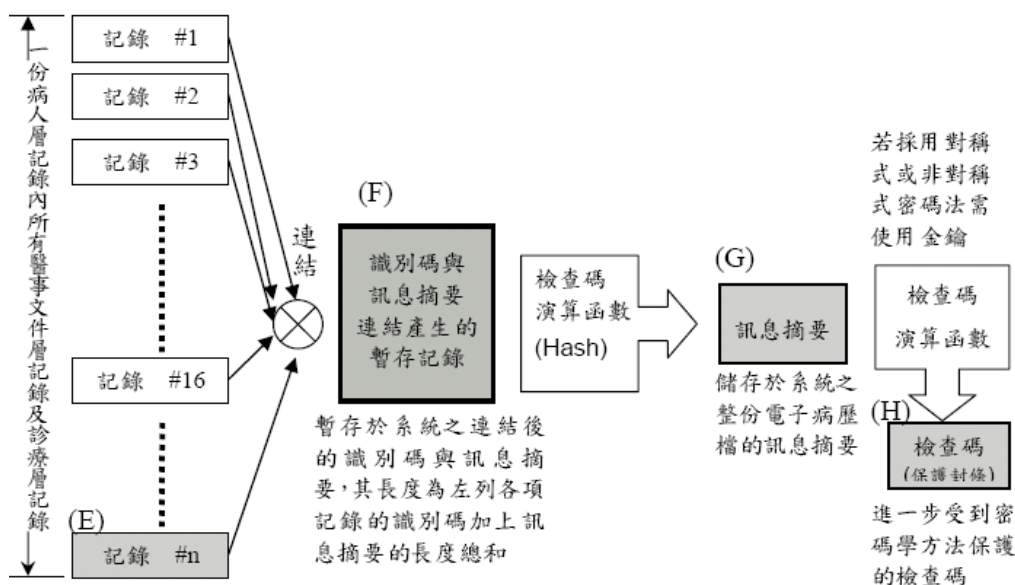 一份病人層記錄內所有醫事文件層記錄及診療層記錄
記錄 #1
記錄 #2
記錄 #3
記錄 #16
(E)
記錄 #n
連結
(F)
識別碼與
訊息摘要
連結產生的
暫存記錄
暫存於系統之連結後
的識別碼與訊息摘
要,其長度為左列各項
記錄的識別碼加上訊
息摘要的長度總和
檢查碼
演算函數
(Hash)
(G)
訊息摘要
儲存於系統之
整份電子病歷
檔的訊息摘要
若採用對稱
式或非對稱
式密碼法需
使用金鑰
檢查碼
演算函數
(H)
檢查碼
(保護封條)
進一步受到密
碼學方法保護
的檢查碼